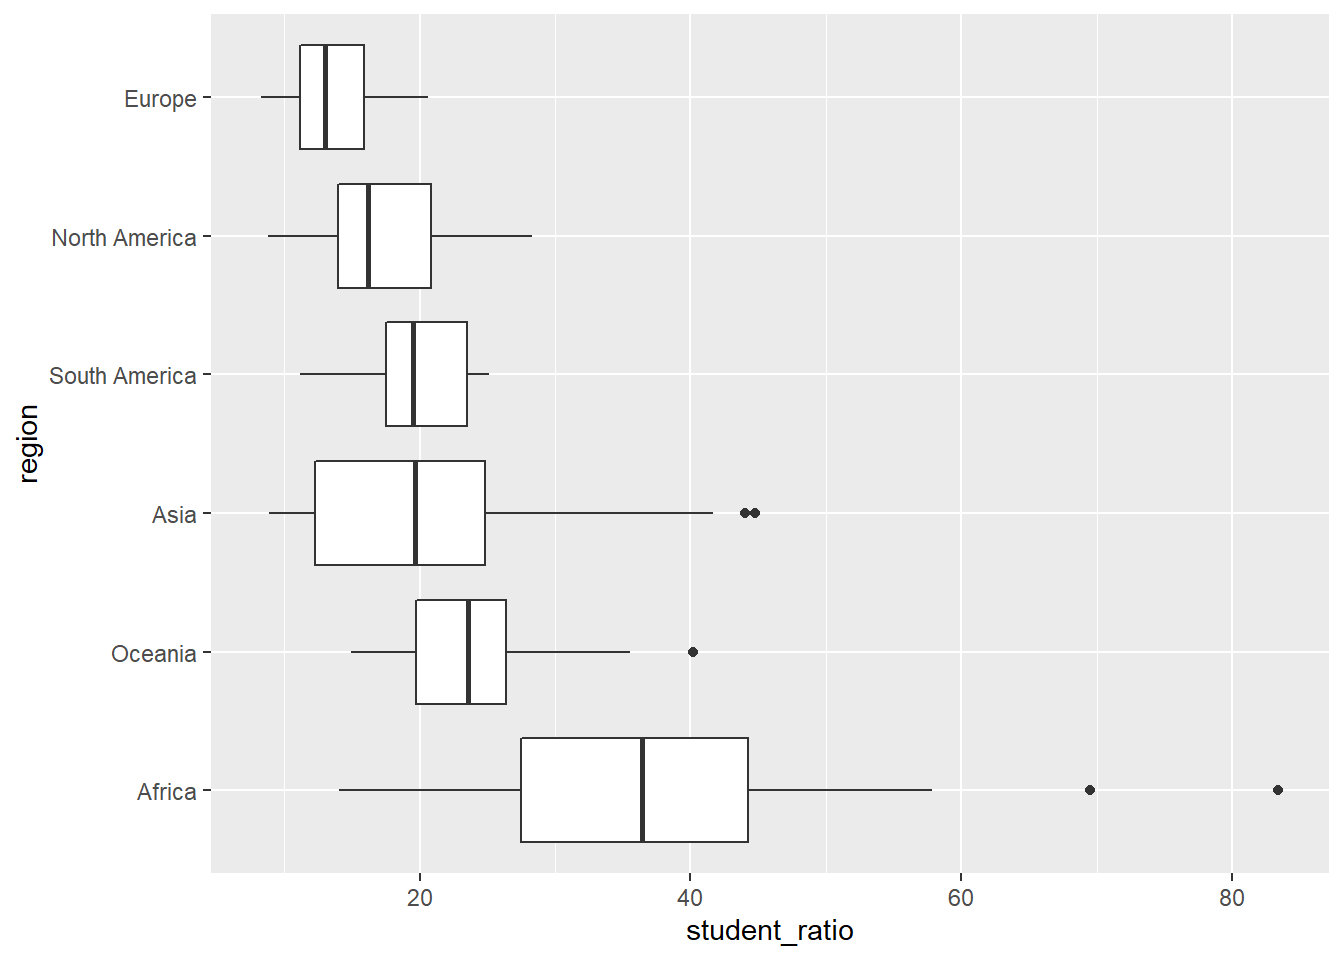 Europe
North America
South America
Asia
Oceania
Africa
region
20 40 60 80
student_ratio